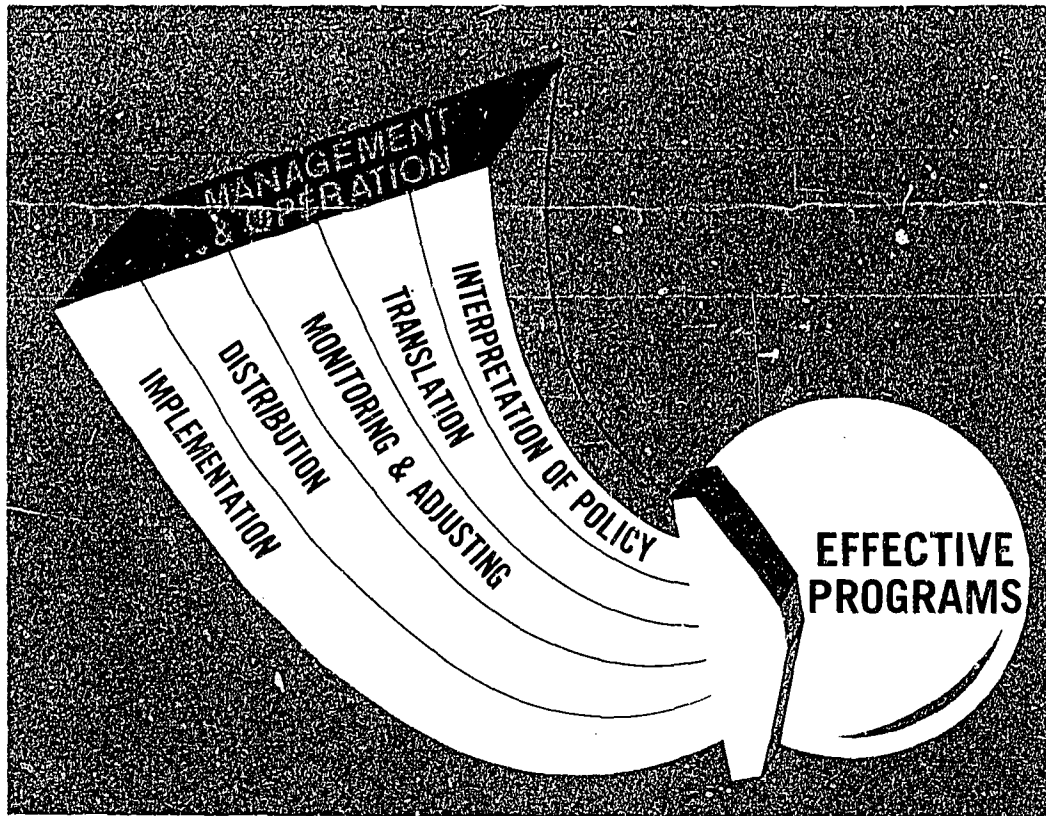 MANAGEMENT
& OPERATION
IMPLEMENTATION
DISTRIBUTION
MONITORING & ADJUSTING
TRANSLATION
INTERPRETATION OF POLICY
EFFECTIVE
PROGRAMS